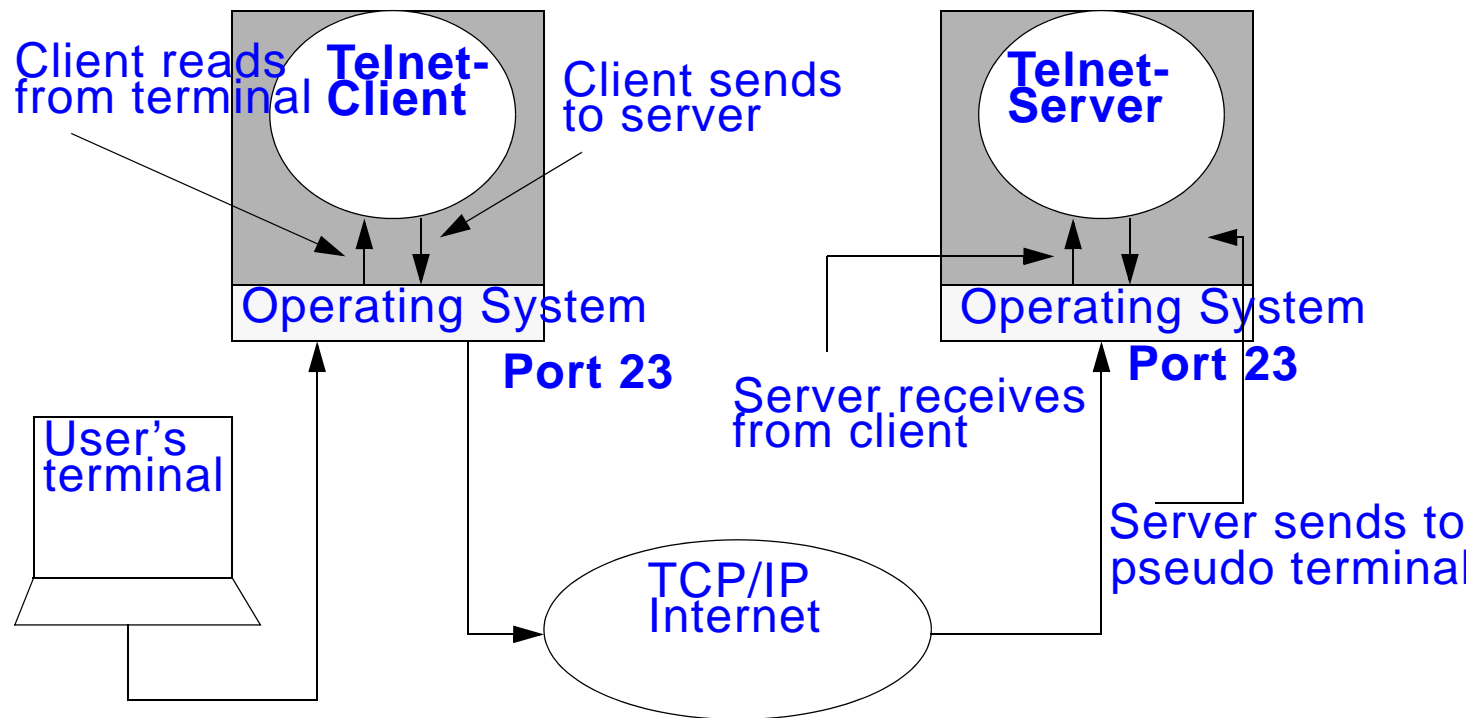 Client reads
from terminal
Telnet-
Client
Client sends
to server
Telnet-
Server
Operating System
Operating System
Port 23
Port 23
Server receives
from client
User’s
terminal
Server sends to
pseudo terminal
TCP/IP
Internet